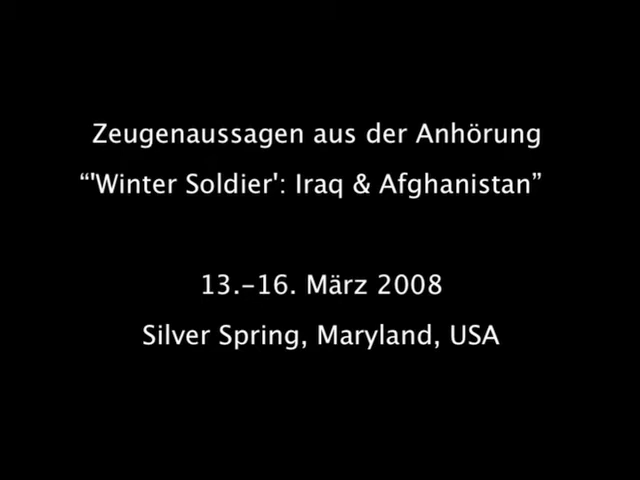 Zeugenaussagen aus der Anhörung
“'Winter Soldier': Iraq & Afghanistan”
13.–16. März 2008
Silver Spring, Maryland, USA